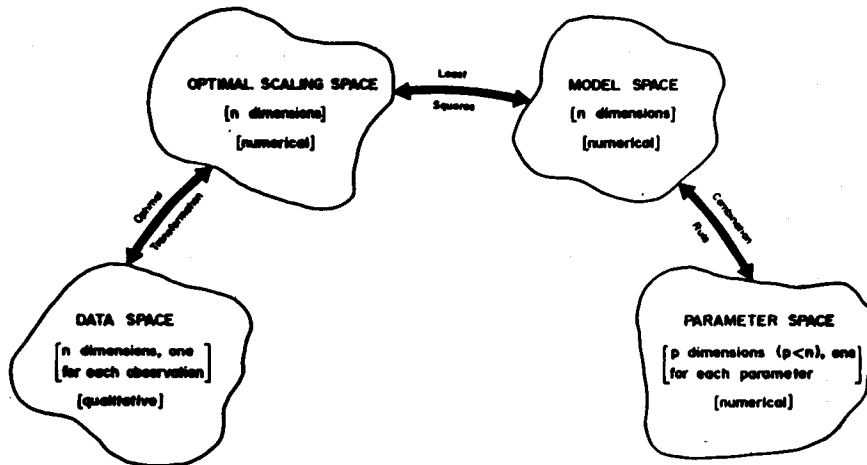 OPTIMAL SCALING SPACE
[n dimensions]
[numerical]
Least
Squares
MODEL SPACE
[n dimensions]
[numerical]
Optimal
Transformation
Combination
Rule
DATA SPACE
[n dimensions, one
for each observation]
[qualitative]
PARAMETER SPACE
[p dimensions (p<n), one
for each parameter]
[numerical]